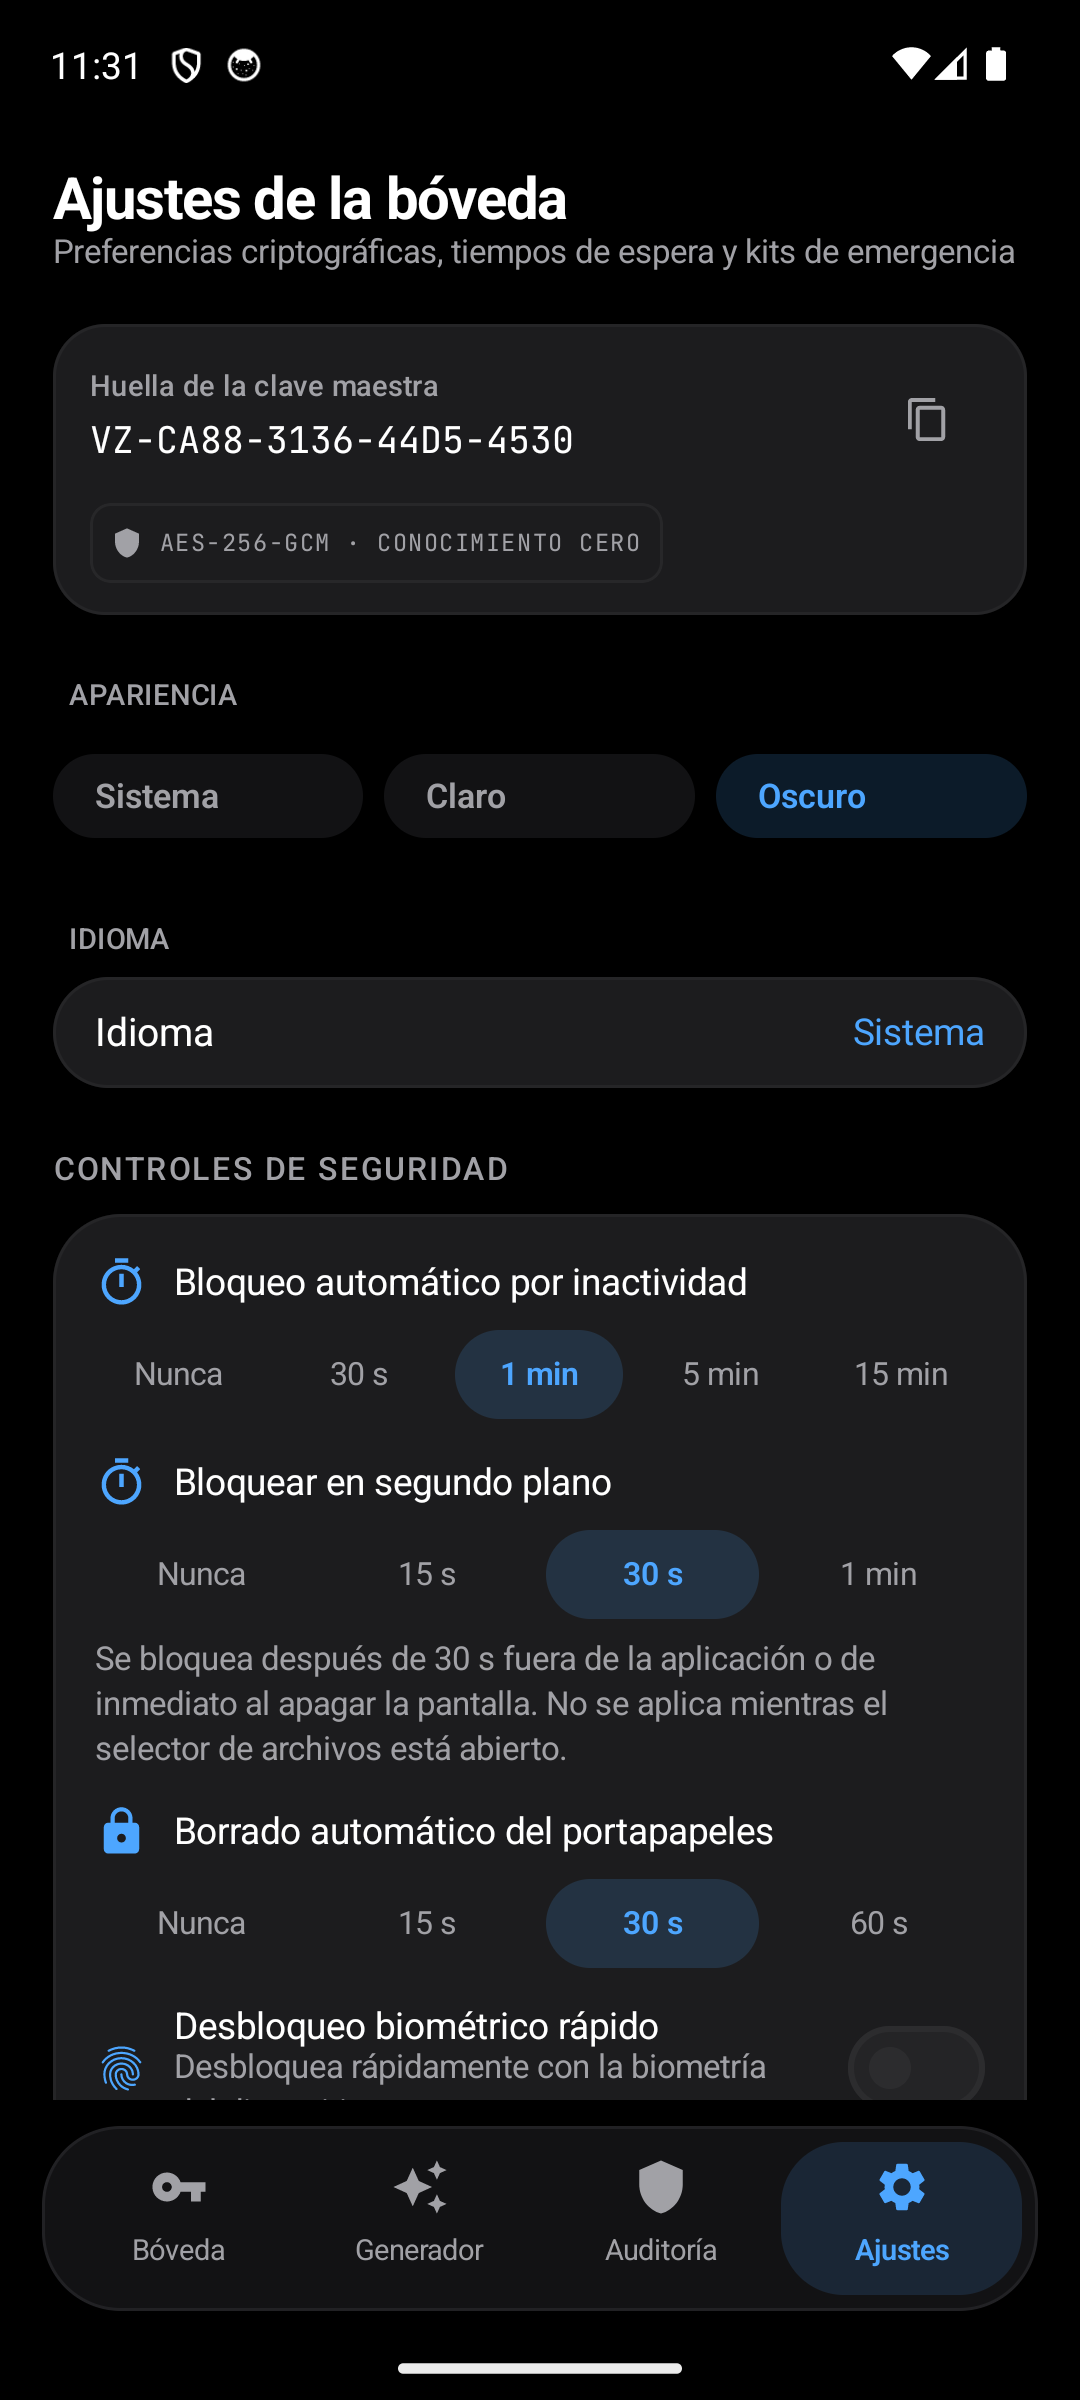 11:31
Ajustes de la bóveda
Preferencias criptográficas, tiempos de espera y kits de emergencia
Huella de la clave maestra
VZ-CA88-3136-44D5-4530
AES-256-GCM · CONOCIMIENTO CERO
APARIENCIA
Sistema Claro Oscuro
IDIOMA
Idioma Sistema
CONTROLES DE SEGURIDAD
Bloqueo automático por inactividad
Nunca 30 s 1 min 5 min 15 min
Bloquear en segundo plano
Nunca 15 s 30 s 1 min
Se bloquea después de 30 s fuera de la aplicación o de
inmediato al apagar la pantalla. No se aplica mientras el
selector de archivos está abierto.
Borrado automático del portapapeles
Nunca 15 s 30 s 60 s
Desbloqueo biométrico rápido
Desbloquea rápidamente con la biometría
Bóveda Generador Auditoría Ajustes